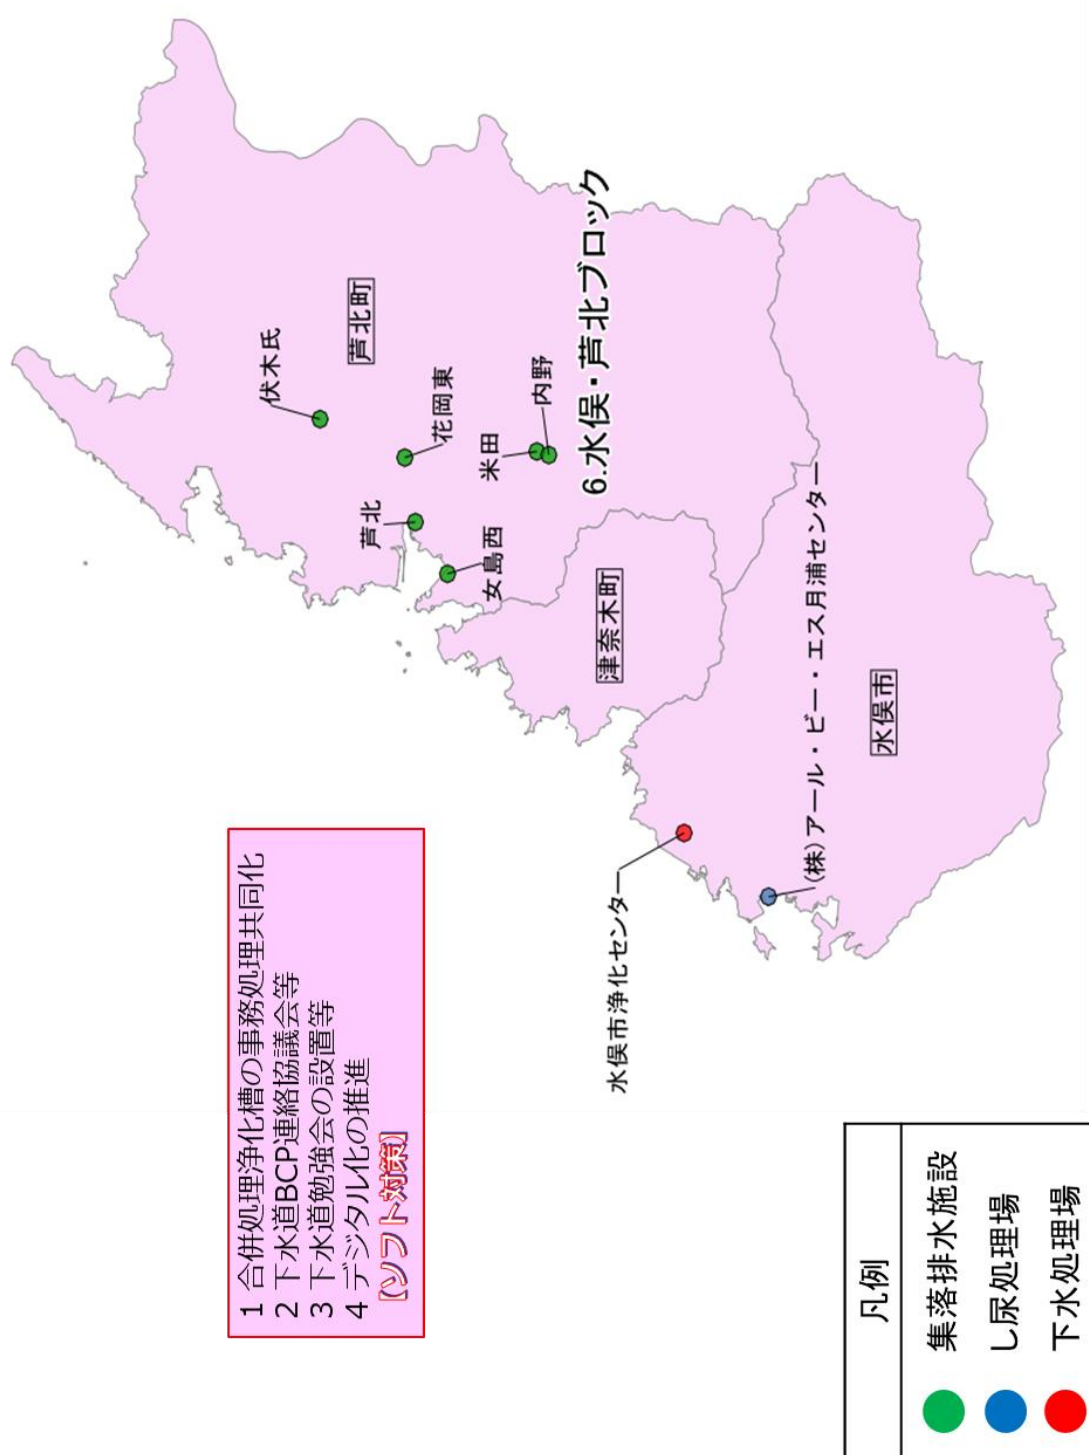 1 合併処理浄化槽の事務処理共同化
2 下水道BCP連絡協議会等
3 下水道勉強会の設置等
4 デジタル化の推進
【ソフト対策】
伏木氏
芦北町
花岡東
芦北
米田
内野
女島西
6.水俣・芦北ブロック
津奈木町
水俣市浄化センター
(株)アール・ビー・エス月浦センター
水俣市
凡例
集落排水施設
し尿処理場
下水処理場